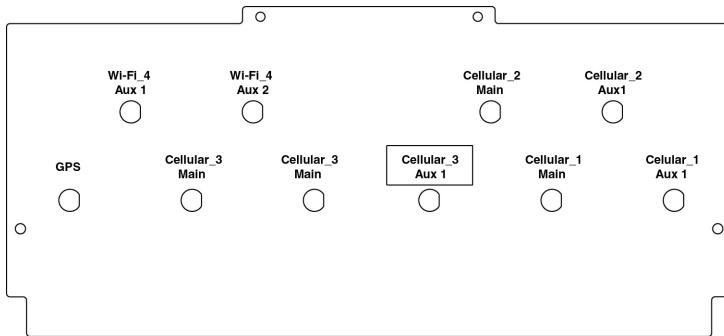 Wi-Fi_4
Aux 1
Wi-Fi_4
Aux 2
Cellular_2
Main
Cellular_2
Aux1
GPS
Cellular_3
Main
Cellular_3
Main
Cellular_3
Aux 1
Cellular_1
Main
Cellular_1
Aux 1